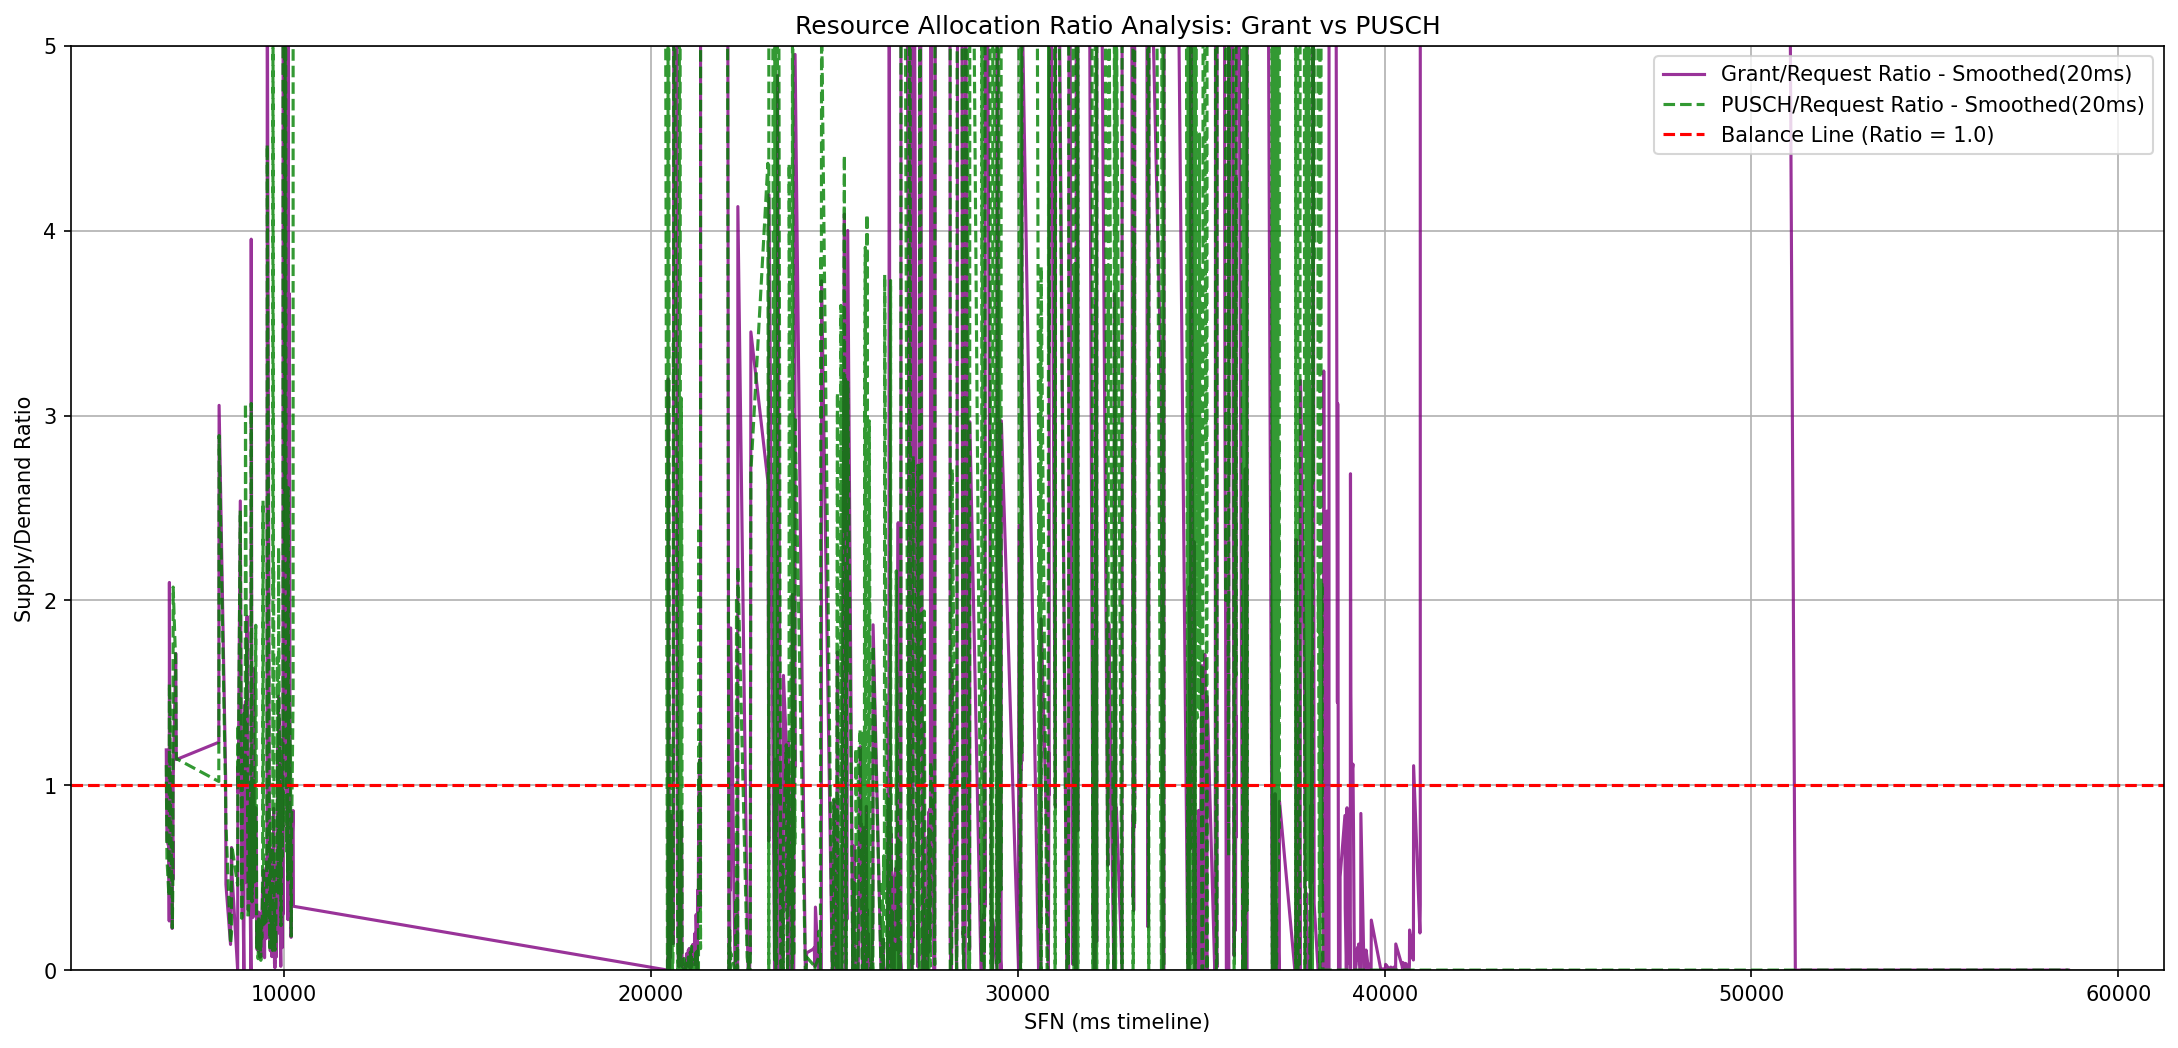 Resource Allocation Ratio Analysis: Grant vs PUSCH
Grant/Request Ratio - Smoothed(20ms)
PUSCH/Request Ratio - Smoothed(20ms)
Balance Line (Ratio = 1.0)
Supply/Demand Ratio
5
4
3
2
1
0
10000
20000
30000
40000
50000
60000
SFN (ms timeline)